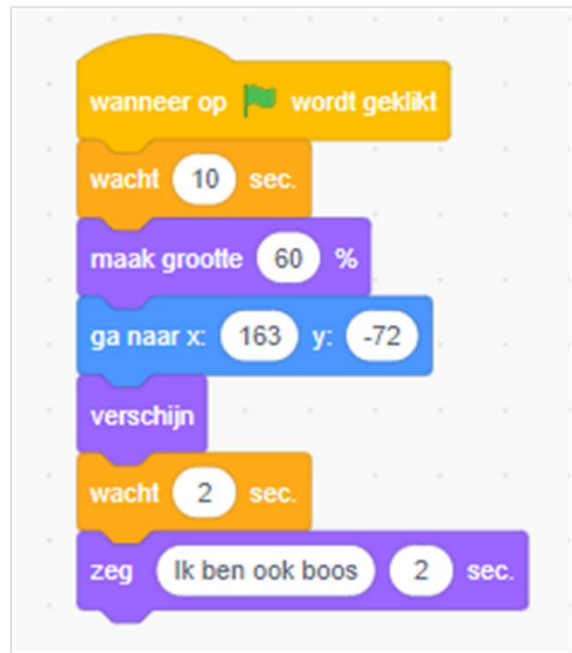 wanneer op wordt geklikt
wacht 10 sec.
maak grootte 60 %
ga naar x: 163 y: -72
verschijn
wacht 2 sec.
zeg Ik ben ook boos 2 sec.